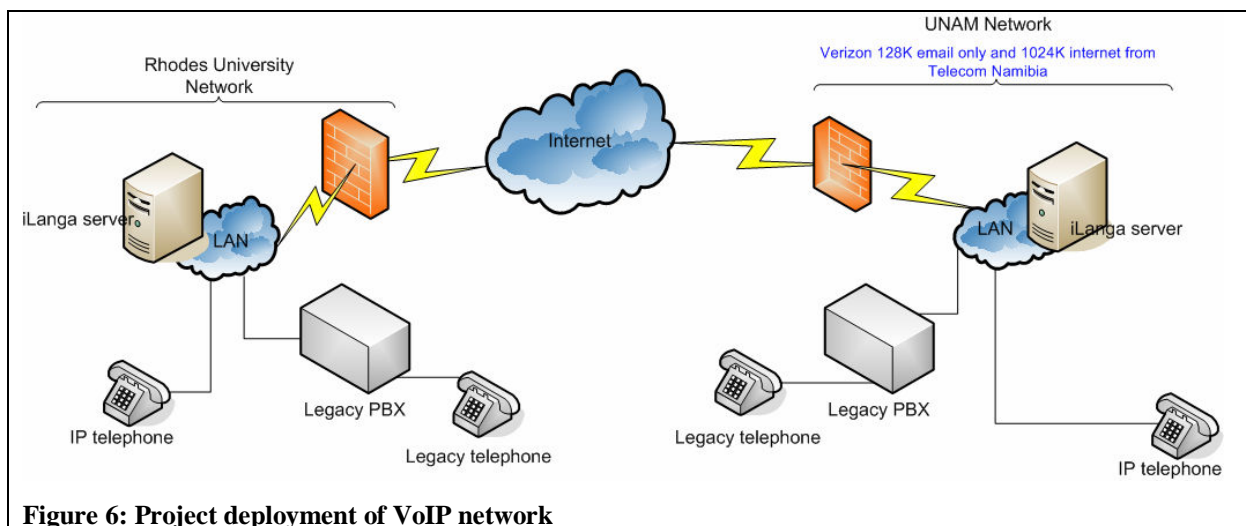 UNAM Network
Verizon 128K email only and 1024K internet from
Telecom Namibia
Rhodes University
Network
Internet
iLanga server
LAN
LAN
iLanga server
IP telephone
Legacy PBX
Legacy telephone
Legacy telephone
Legacy PBX
IP telephone
Figure 6: Project deployment of VoIP network